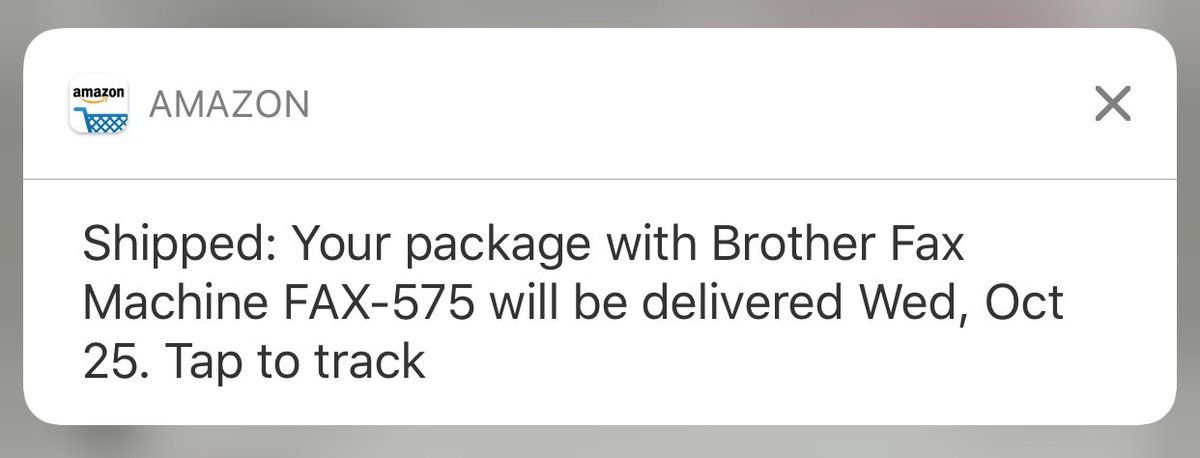 amazon
AMAZON
Shipped: Your package with Brother Fax
Machine FAX-575 will be delivered Wed, Oct
25. Tap to track